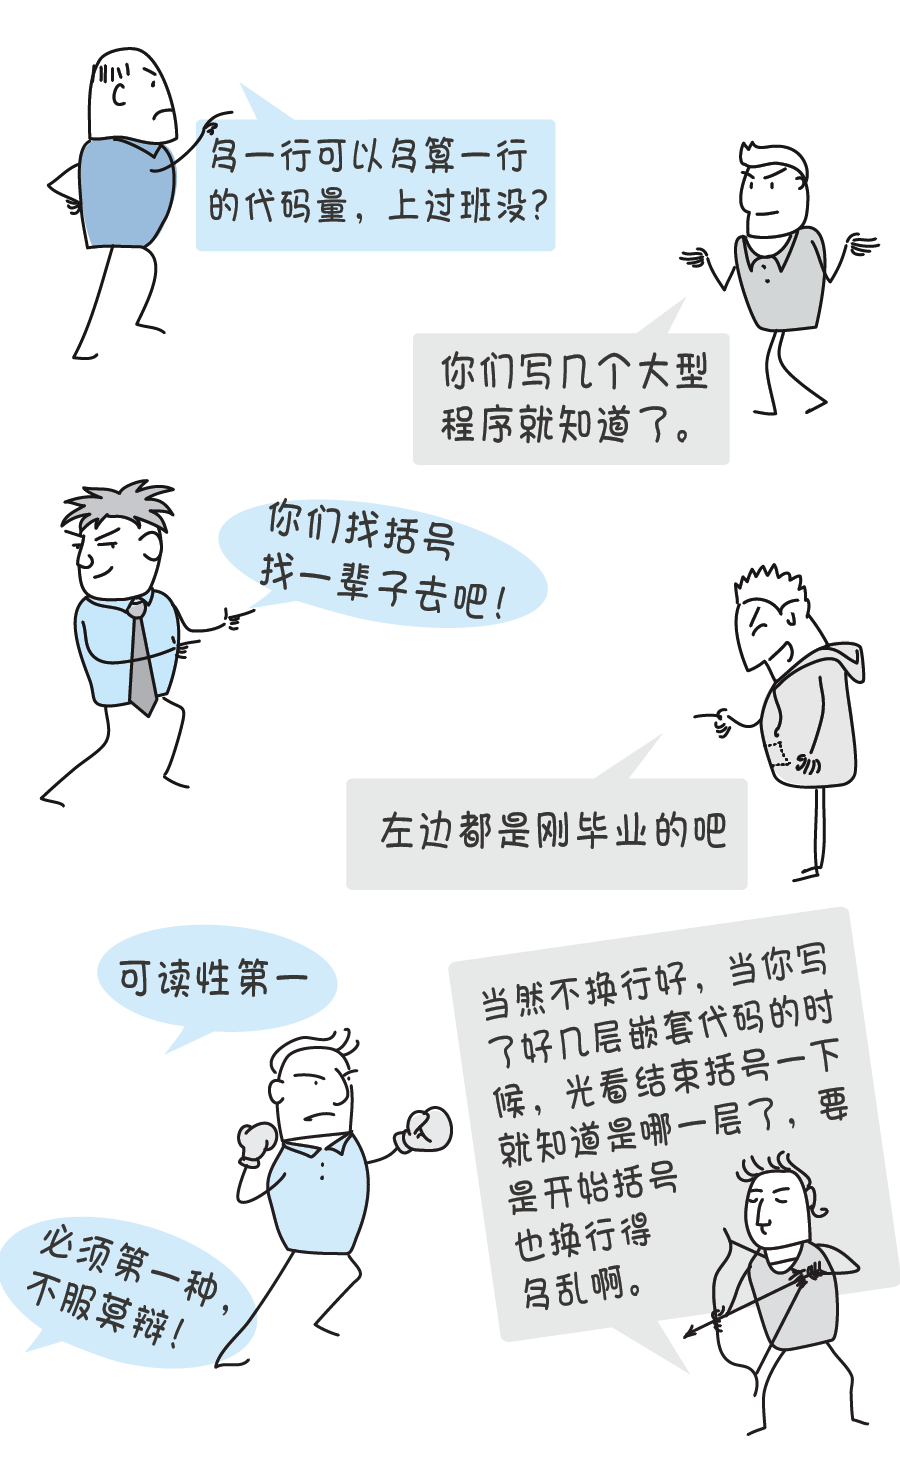 多一行可以多算一行
的代码量，上过班没？
你们写几个大型
程序就知道了。
你们找括号
找一辈子去吧！
左边都是刚毕业的吧
可读性第一
当然不换行好，当你写
了好几层嵌套代码的时
候，光看结束括号一下
就知道是哪一层了，要
是开始括号
也换行得
多乱啊。
必须第一种，
不服莫辩！